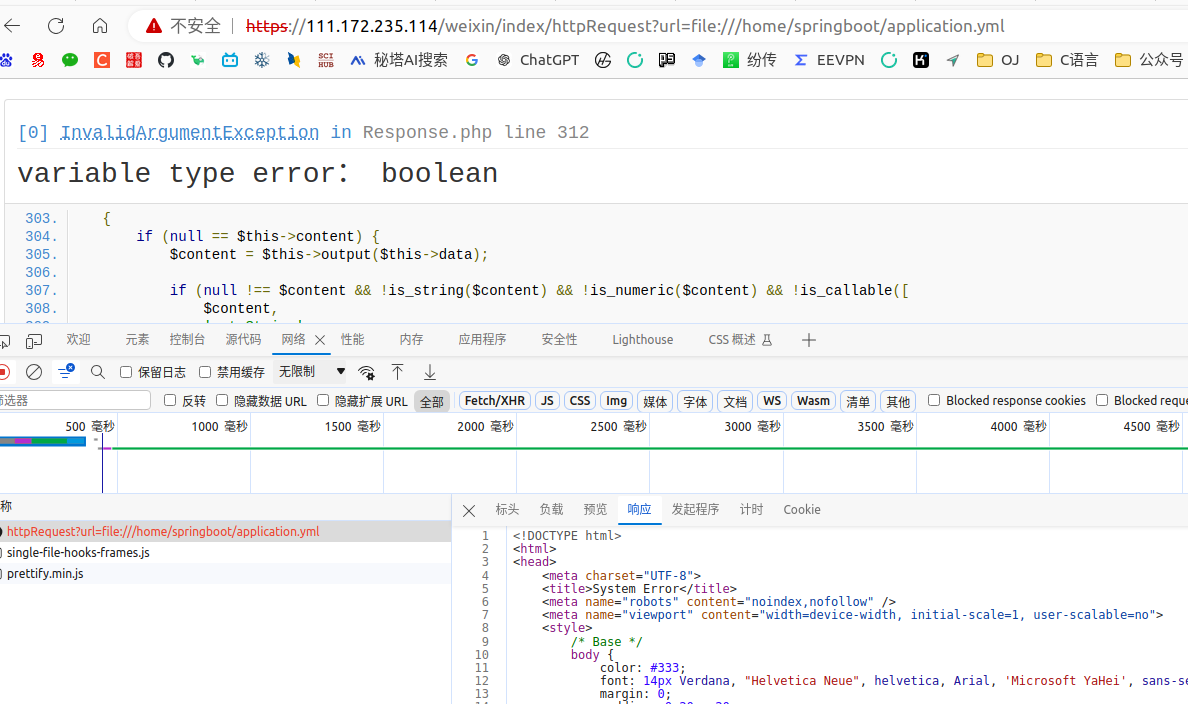 不安全 https://111.172.235.114/weixin/index/httpRequest?url=file:///home/springboot/application.yml
秘塔AI搜索 ChatGPT 纷传 EEVPN OJ C语言 公众号
[0] InvalidArgumentException in Response.php line 312
variable type error： boolean
303. {
304. if (null == $this->content) {
305. $content = $this->output($this->data);
306.
307. if (null !== $content && !is_string($content) && !is_numeric($content) && !is_callable([
308. $content,
欢迎 元素 控制台 源代码 网络 性能 内存 应用程序 安全性 Lighthouse CSS 概述
保留日志 禁用缓存 无限制
筛选器 反转 隐藏数据 URL 隐藏扩展 URL 全部 Fetch/XHR JS CSS Img 媒体 字体 文档 WS Wasm 清单 其他 Blocked response cookies Blocked reque
500 毫秒 1000 毫秒 1500 毫秒 2000 毫秒 2500 毫秒 3000 毫秒 3500 毫秒 4000 毫秒 4500 毫秒
称
httpRequest?url=file:///home/springboot/application.yml
single-file-hooks-frames.js
prettify.min.js
标头 负载 预览 响应 发起程序 计时 Cookie
1 <!DOCTYPE html>
2 <html>
3 <head>
4 <meta charset="UTF-8">
5 <title>System Error</title>
6 <meta name="robots" content="noindex,nofollow" />
7 <meta name="viewport" content="width=device-width, initial-scale=1, user-scalable=no">
8 <style>
9 /* Base */
10 body {
11 color: #333;
12 font: 14px Verdana, "Helvetica Neue", helvetica, Arial, 'Microsoft YaHei', sans-se
13 margin: 0;